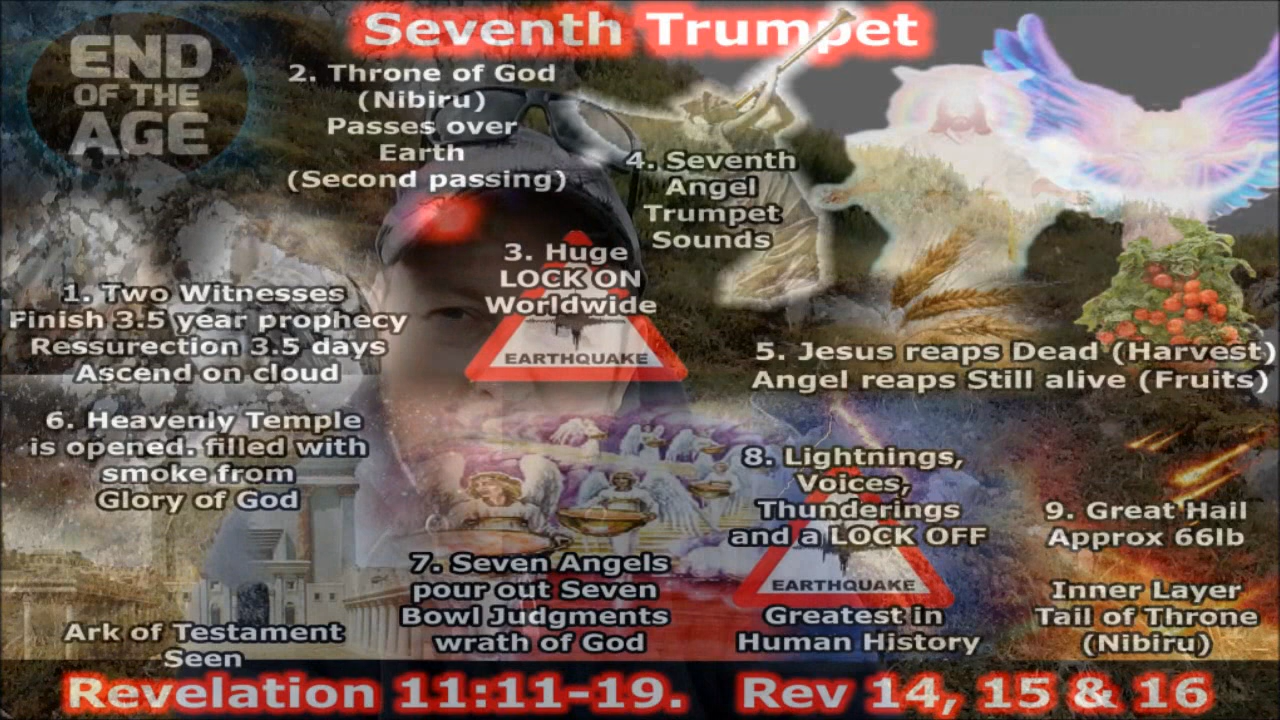 END
OF THE
AGE
Seventh Trumpet
2. Throne of God
(Nibiru)
Passes over
Earth
(Second passing)
4. Seventh
Angel
Trumpet
Sounds
3. Huge
LOCK ON
Worldwide
EARTHQUAKE
1. Two Witnesses
Finish 3.5 year prophecy
Ressurection 3.5 days
Ascend on cloud
5. Jesus reaps Dead (Harvest)
Angel reaps Still alive (Fruits)
6. Heavenly Temple
is opened. filled with
smoke from
Glory of God
Ark of Testament
Seen
7. Seven Angels
pour out Seven
Bowl Judgments
wrath of God
8. Lightnings,
Voices,
Thunderings
and a LOCK OFF
EARTHQUAKE
Greatest in
Human History
9. Great Hail
Approx 66lb
Inner Layer
Tail of Throne
(Nibiru)
Revelation 11:11-19. Rev 14, 15 & 16